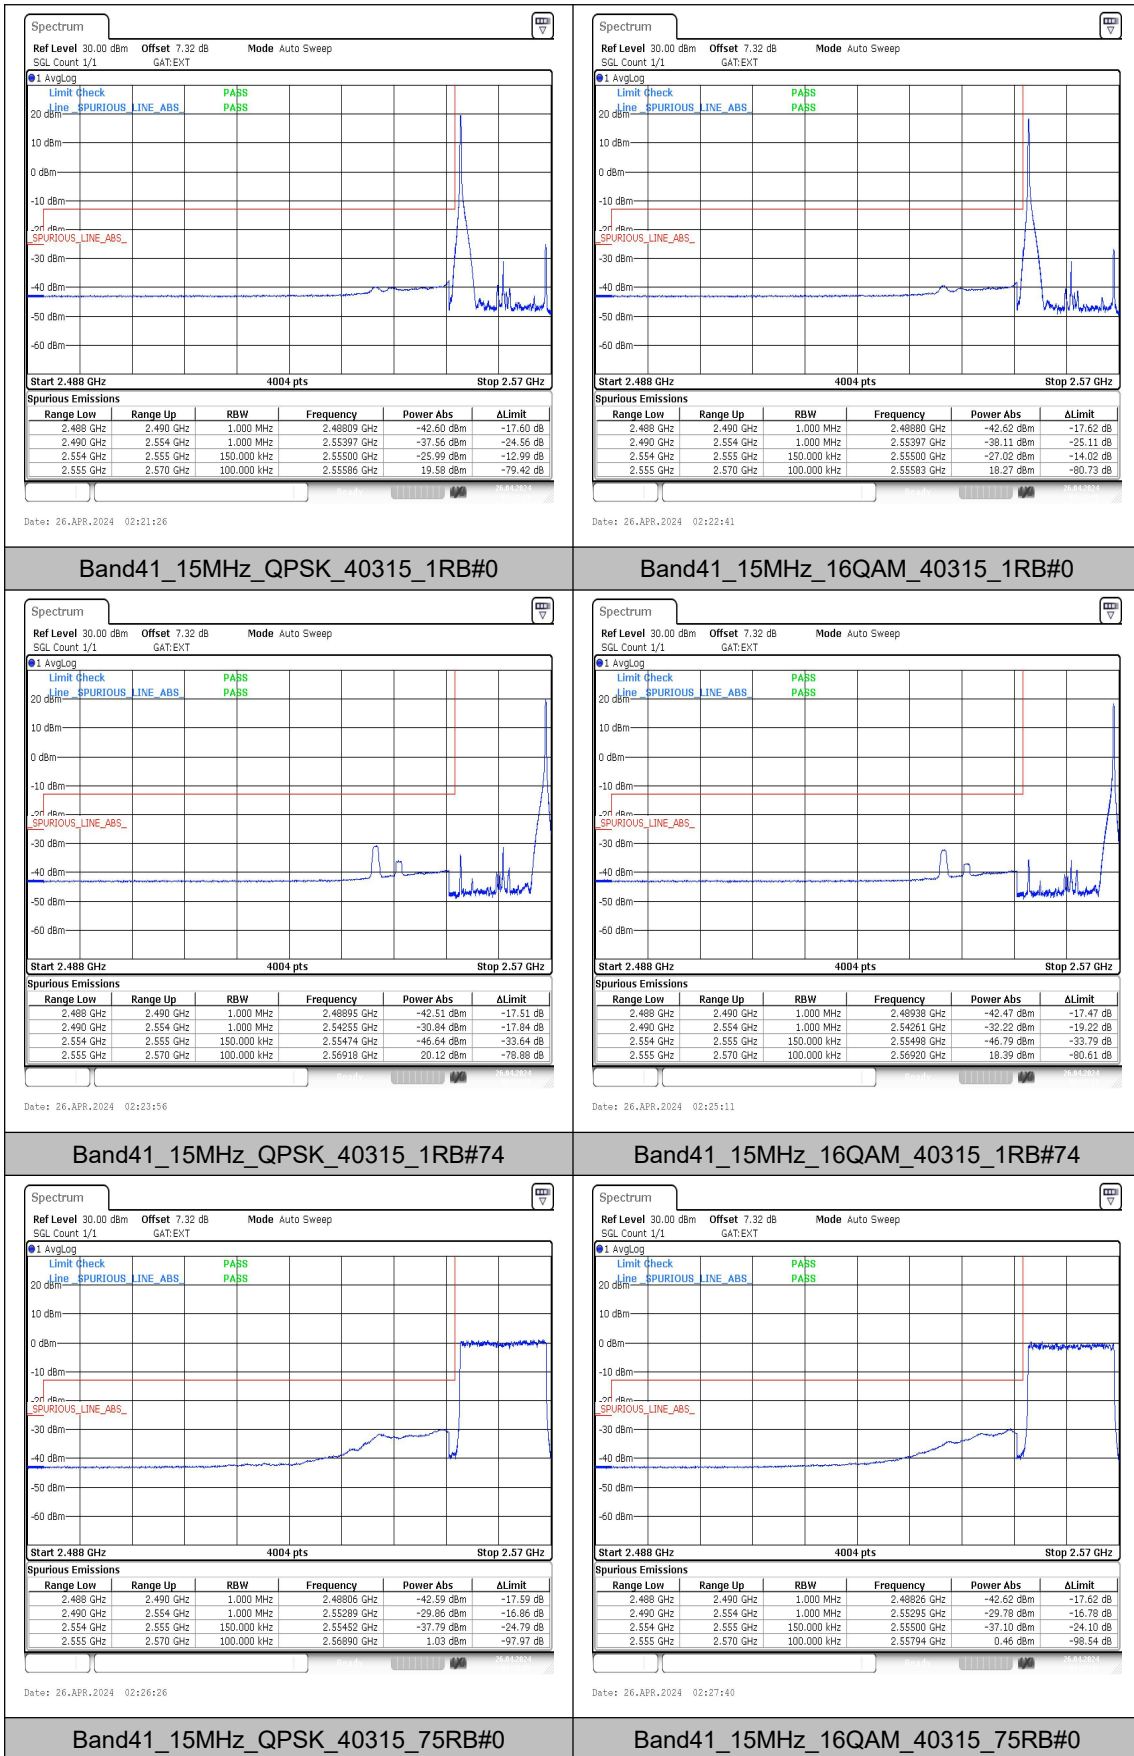 Spectrum
Ref Level 30.00 dBm Offset 7.32 dB Mode Auto Sweep
SGL Count 1/1 GAT:EXT
1 AvgLog
Limit Check PASS
Line _SPURIOUS_LINE_ABS_ PASS
20 dBm
10 dBm
0 dBm
-10 dBm
-20 dBm
_SPURIOUS_LINE_ABS_
-30 dBm
-40 dBm
-50 dBm
-60 dBm
Start 2.488 GHz 4004 pts Stop 2.57 GHz
Spurious Emissions
Range Low Range Up RBW Frequency Power Abs ΔLimit
2.488 GHz 2.490 GHz 1.000 MHz 2.48809 GHz -42.60 dBm -17.60 dB
2.490 GHz 2.554 GHz 1.000 MHz 2.55397 GHz -37.56 dBm -24.56 dB
2.554 GHz 2.555 GHz 150.000 kHz 2.55500 GHz -25.99 dBm -12.99 dB
2.555 GHz 2.570 GHz 100.000 kHz 2.55586 GHz 19.58 dBm -79.42 dB
26.04.2024
Date: 26.APR.2024 02:21:26
Band41_15MHz_QPSK_40315_1RB#0
Spectrum
Ref Level 30.00 dBm Offset 7.32 dB Mode Auto Sweep
SGL Count 1/1 GAT:EXT
1 AvgLog
Limit Check PASS
Line _SPURIOUS_LINE_ABS_ PASS
20 dBm
10 dBm
0 dBm
-10 dBm
-20 dBm
_SPURIOUS_LINE_ABS_
-30 dBm
-40 dBm
-50 dBm
-60 dBm
Start 2.488 GHz 4004 pts Stop 2.57 GHz
Spurious Emissions
Range Low Range Up RBW Frequency Power Abs ΔLimit
2.488 GHz 2.490 GHz 1.000 MHz 2.48880 GHz -42.62 dBm -17.62 dB
2.490 GHz 2.554 GHz 1.000 MHz 2.55397 GHz -38.11 dBm -25.11 dB
2.554 GHz 2.555 GHz 150.000 kHz 2.55500 GHz -27.02 dBm -14.02 dB
2.555 GHz 2.570 GHz 100.000 kHz 2.55583 GHz 18.27 dBm -80.73 dB
26.04.2024
Date: 26.APR.2024 02:22:41
Band41_15MHz_16QAM_40315_1RB#0
Spectrum
Ref Level 30.00 dBm Offset 7.32 dB Mode Auto Sweep
SGL Count 1/1 GAT:EXT
1 AvgLog
Limit Check PASS
Line _SPURIOUS_LINE_ABS_ PASS
20 dBm
10 dBm
0 dBm
-10 dBm
-20 dBm
_SPURIOUS_LINE_ABS_
-30 dBm
-40 dBm
-50 dBm
-60 dBm
Start 2.488 GHz 4004 pts Stop 2.57 GHz
Spurious Emissions
Range Low Range Up RBW Frequency Power Abs ΔLimit
2.488 GHz 2.490 GHz 1.000 MHz 2.48895 GHz -42.51 dBm -17.51 dB
2.490 GHz 2.554 GHz 1.000 MHz 2.54255 GHz -30.84 dBm -17.84 dB
2.554 GHz 2.555 GHz 150.000 kHz 2.55474 GHz -46.64 dBm -33.64 dB
2.555 GHz 2.570 GHz 100.000 kHz 2.56918 GHz 20.12 dBm -78.88 dB
26.04.2024
Date: 26.APR.2024 02:23:56
Band41_15MHz_QPSK_40315_1RB#74
Spectrum
Ref Level 30.00 dBm Offset 7.32 dB Mode Auto Sweep
SGL Count 1/1 GAT:EXT
1 AvgLog
Limit Check PASS
Line _SPURIOUS_LINE_ABS_ PASS
20 dBm
10 dBm
0 dBm
-10 dBm
-20 dBm
_SPURIOUS_LINE_ABS_
-30 dBm
-40 dBm
-50 dBm
-60 dBm
Start 2.488 GHz 4004 pts Stop 2.57 GHz
Spurious Emissions
Range Low Range Up RBW Frequency Power Abs ΔLimit
2.488 GHz 2.490 GHz 1.000 MHz 2.48938 GHz -42.47 dBm -17.47 dB
2.490 GHz 2.554 GHz 1.000 MHz 2.54261 GHz -32.22 dBm -19.22 dB
2.554 GHz 2.555 GHz 150.000 kHz 2.55498 GHz -46.79 dBm -33.79 dB
2.555 GHz 2.570 GHz 100.000 kHz 2.56920 GHz 18.39 dBm -80.61 dB
26.04.2024
Date: 26.APR.2024 02:25:11
Band41_15MHz_16QAM_40315_1RB#74
Spectrum
Ref Level 30.00 dBm Offset 7.32 dB Mode Auto Sweep
SGL Count 1/1 GAT:EXT
1 AvgLog
Limit Check PASS
Line _SPURIOUS_LINE_ABS_ PASS
20 dBm
10 dBm
0 dBm
-10 dBm
-20 dBm
_SPURIOUS_LINE_ABS_
-30 dBm
-40 dBm
-50 dBm
-60 dBm
Start 2.488 GHz 4004 pts Stop 2.57 GHz
Spurious Emissions
Range Low Range Up RBW Frequency Power Abs ΔLimit
2.488 GHz 2.490 GHz 1.000 MHz 2.48806 GHz -42.59 dBm -17.59 dB
2.490 GHz 2.554 GHz 1.000 MHz 2.55289 GHz -29.86 dBm -16.86 dB
2.554 GHz 2.555 GHz 150.000 kHz 2.55452 GHz -37.79 dBm -24.79 dB
2.555 GHz 2.570 GHz 100.000 kHz 2.56890 GHz 1.03 dBm -97.97 dB
26.04.2024
Date: 26.APR.2024 02:26:26
Band41_15MHz_QPSK_40315_75RB#0
Spectrum
Ref Level 30.00 dBm Offset 7.32 dB Mode Auto Sweep
SGL Count 1/1 GAT:EXT
1 AvgLog
Limit Check PASS
Line _SPURIOUS_LINE_ABS_ PASS
20 dBm
10 dBm
0 dBm
-10 dBm
-20 dBm
_SPURIOUS_LINE_ABS_
-30 dBm
-40 dBm
-50 dBm
-60 dBm
Start 2.488 GHz 4004 pts Stop 2.57 GHz
Spurious Emissions
Range Low Range Up RBW Frequency Power Abs ΔLimit
2.488 GHz 2.490 GHz 1.000 MHz 2.48826 GHz -42.62 dBm -17.62 dB
2.490 GHz 2.554 GHz 1.000 MHz 2.55295 GHz -29.78 dBm -16.78 dB
2.554 GHz 2.555 GHz 150.000 kHz 2.55500 GHz -37.10 dBm -24.10 dB
2.555 GHz 2.570 GHz 100.000 kHz 2.55794 GHz 0.46 dBm -98.54 dB
26.04.2024
Date: 26.APR.2024 02:27:40
Band41_15MHz_16QAM_40315_75RB#0